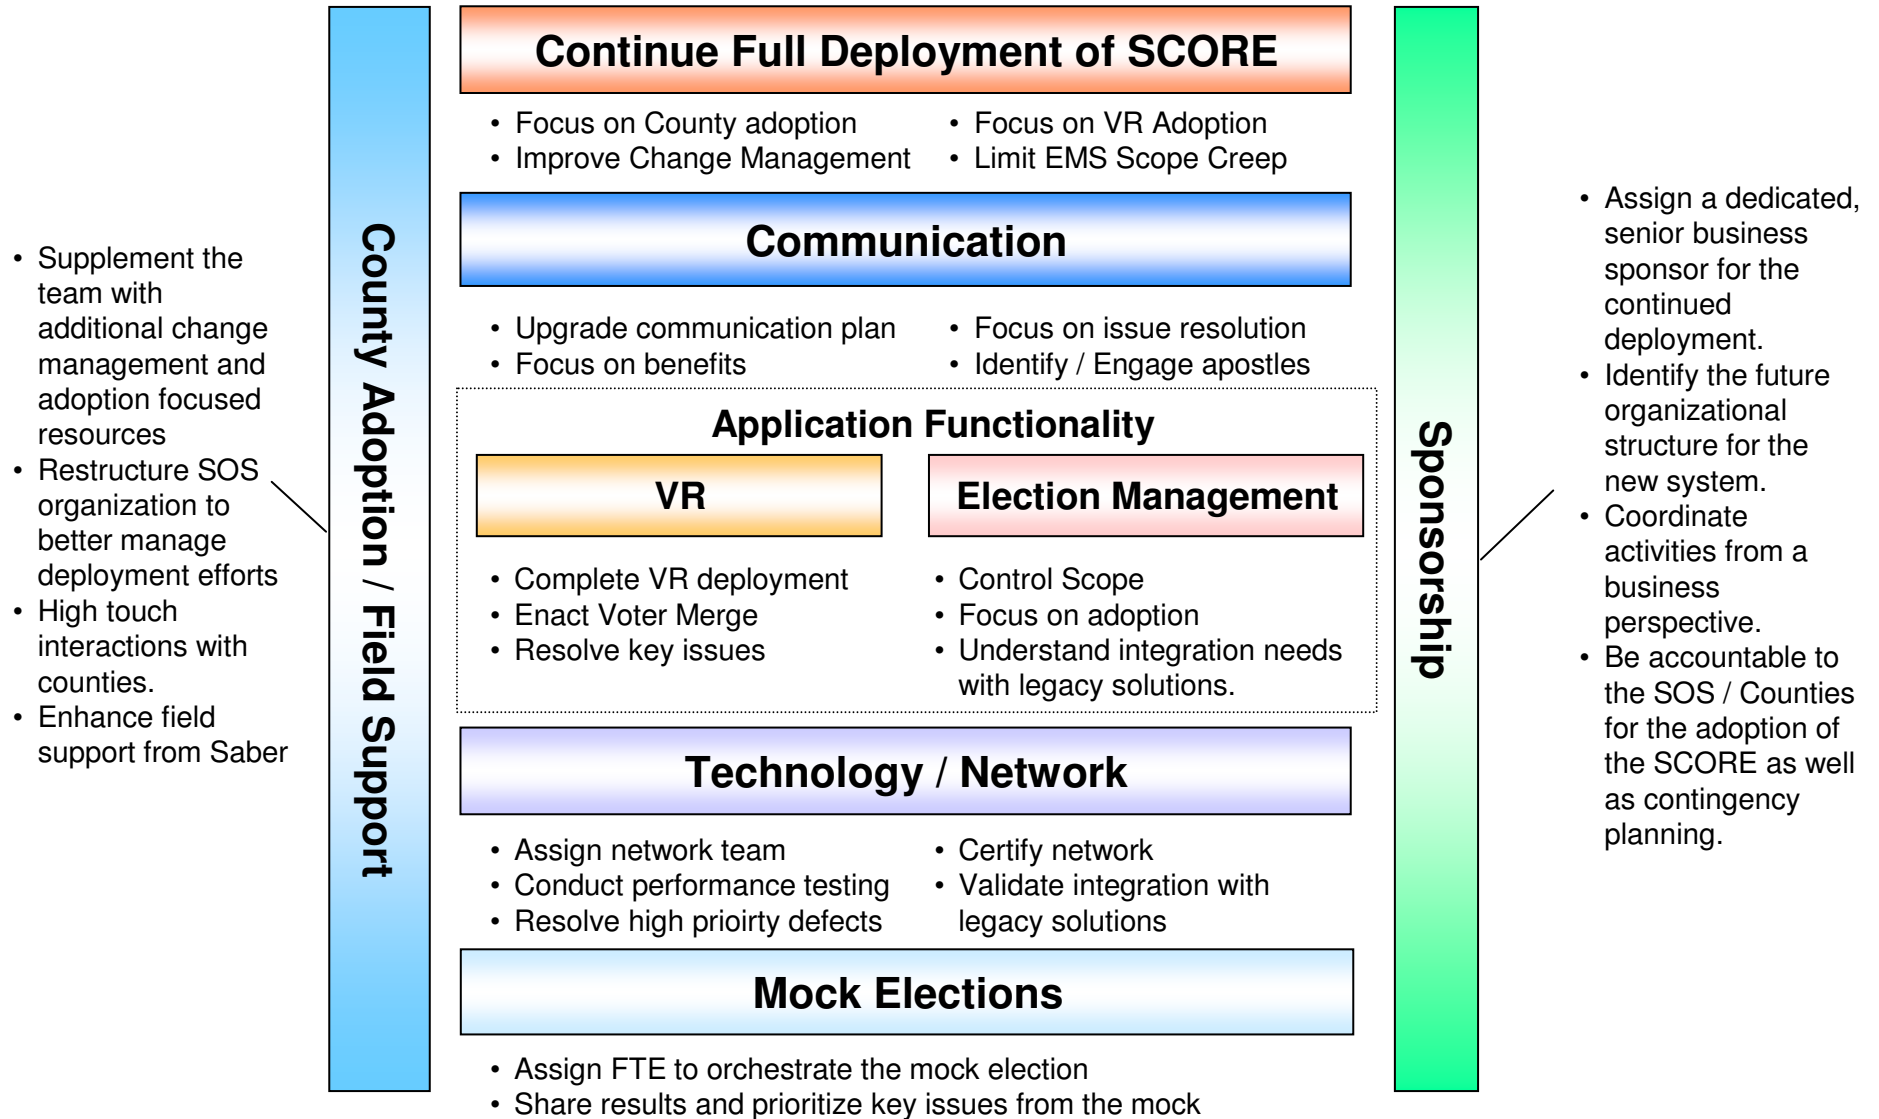 Continue Full Deployment of SCORE
• Focus on County adoption
• Improve Change Management
• Focus on VR Adoption
• Limit EMS Scope Creep
Communication
• Upgrade communication plan
• Focus on benefits
• Focus on issue resolution
• Identify / Engage apostles
Application Functionality
VR
• Complete VR deployment
• Enact Voter Merge
• Resolve key issues
Election Management
• Control Scope
• Focus on adoption
• Understand integration needs
with legacy solutions.
Technology / Network
• Assign network team
• Conduct performance testing
• Resolve high prioirty defects
• Certify network
• Validate integration with
legacy solutions
Mock Elections
• Assign FTE to orchestrate the mock election
• Share results and prioritize key issues from the mock
County Adoption / Field Support
• Supplement the
team with
additional change
management and
adoption focused
resources
• Restructure SOS
organization to
better manage
deployment efforts
• High touch
interactions with
counties.
• Enhance field
support from Saber
Sponsorship
• Assign a dedicated,
senior business
sponsor for the
continued
deployment.
• Identify the future
organizational
structure for the
new system.
• Coordinate
activities from a
business
perspective.
• Be accountable to
the SOS / Counties
for the adoption of
the SCORE as well
as contingency
planning.